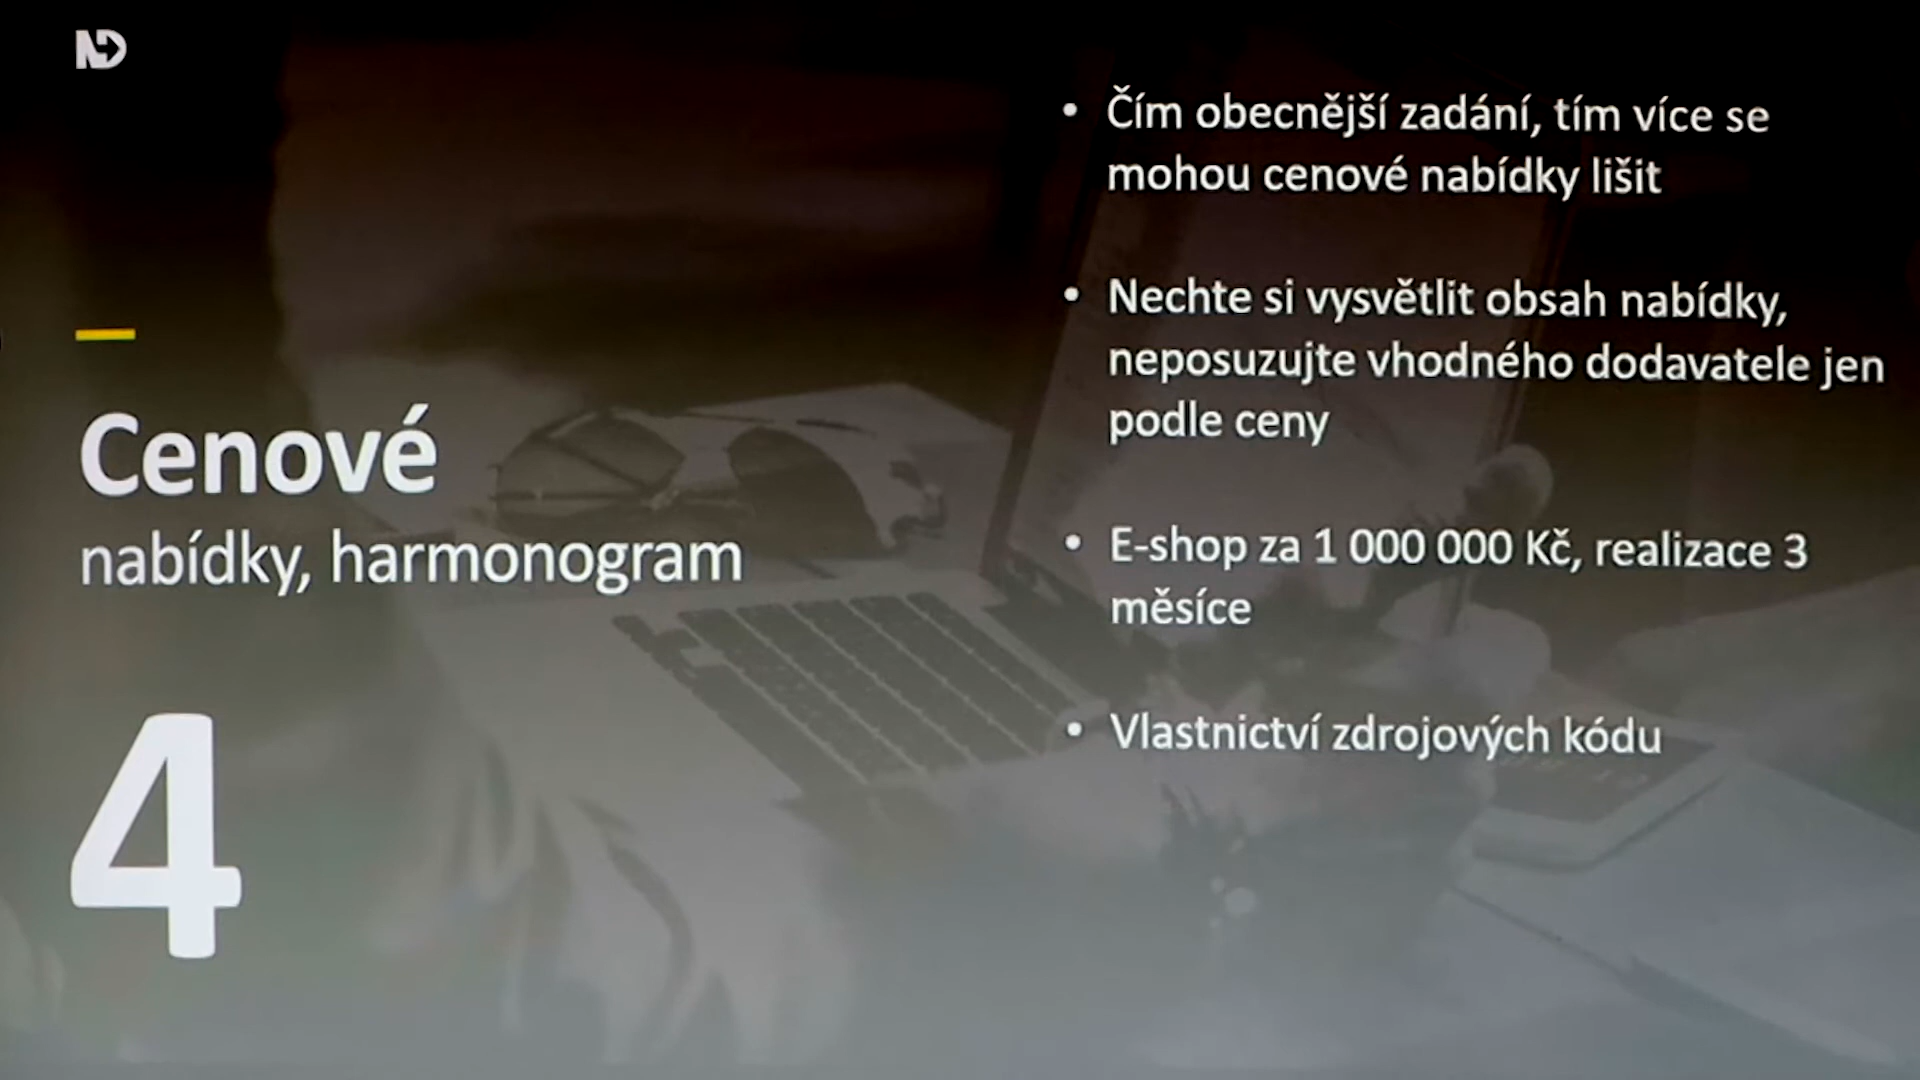 ND
Cenové
nabídky, harmonogram
4
• Čím obecnější zadání, tím více se
mohou cenové nabídky lišit
• Nechte si vysvětlit obsah nabídky,
neposuzujte vhodného dodavatele jen
podle ceny
• E-shop za 1 000 000 Kč, realizace 3
měsíce
• Vlastnictví zdrojových kódu